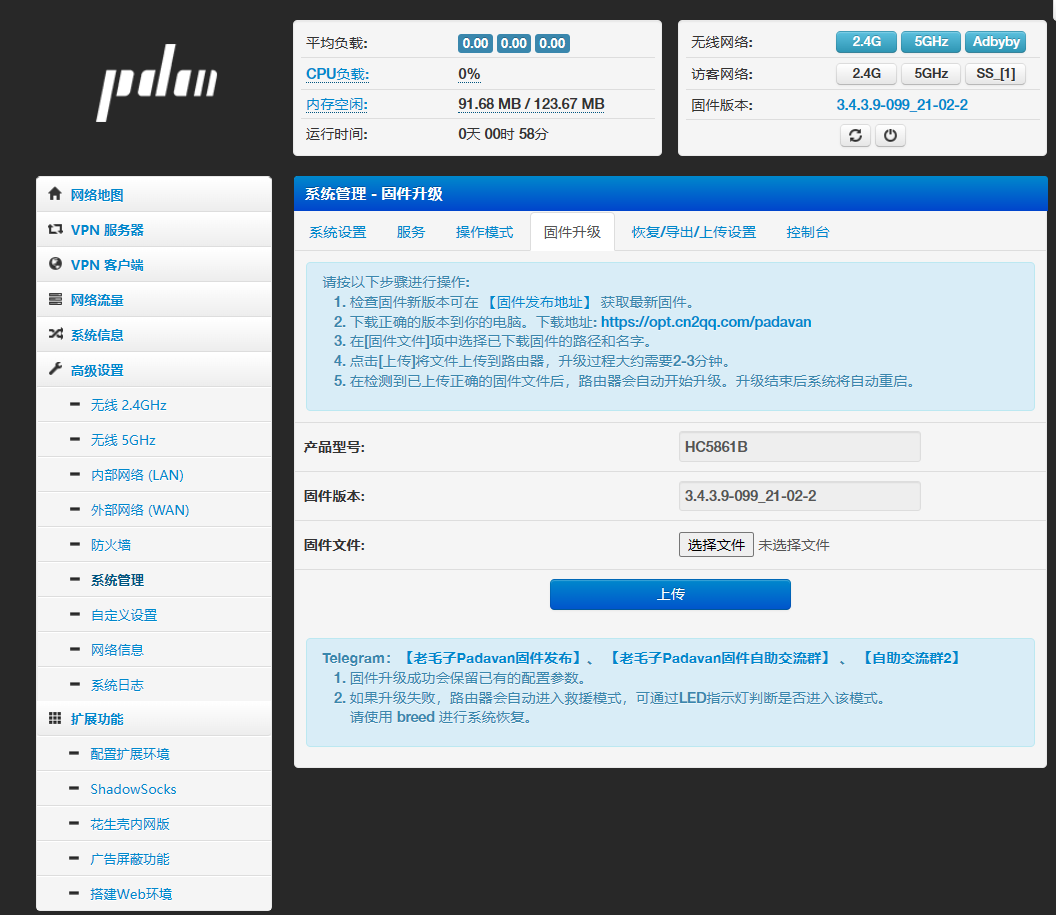 pdan
平均负载: 0.00 0.00 0.00
CPU负载: 0%
内存空闲: 91.68 MB / 123.67 MB
运行时间: 0天 00时 58分
无线网络: 2.4G 5GHz Adbyby
访客网络: 2.4G 5GHz SS_[1]
固件版本: 3.4.3.9-099_21-02-2
网络地图
VPN 服务器
VPN 客户端
网络流量
系统信息
高级设置
无线 2.4GHz
无线 5GHz
内部网络 (LAN)
外部网络 (WAN)
防火墙
系统管理
自定义设置
网络信息
系统日志
扩展功能
配置扩展环境
ShadowSocks
花生壳内网版
广告屏蔽功能
搭建Web环境
系统管理 - 固件升级
系统设置 服务 操作模式 固件升级 恢复/导出/上传设置 控制台
请按以下步骤进行操作:
1. 检查固件新版本可在 【固件发布地址】 获取最新固件。
2. 下载正确的版本到你的电脑。下载地址: https://opt.cn2qq.com/padavan
3. 在[固件文件]项中选择已下载固件的路径和名字。
4. 点击[上传]将文件上传到路由器，升级过程大约需要2-3分钟。
5. 在检测到已上传正确的固件文件后，路由器会自动开始升级。升级结束后系统将自动重启。
产品型号: HC5861B
固件版本: 3.4.3.9-099_21-02-2
固件文件: 选择文件 未选择文件
上传
Telegram： 【老毛子Padavan固件发布】 、 【老毛子Padavan固件自助交流群】 、 【自助交流群2】
1. 固件升级成功会保留已有的配置参数。
2. 如果升级失败，路由器会自动进入救援模式，可通过LED指示灯判断是否进入该模式。
请使用 breed 进行系统恢复。